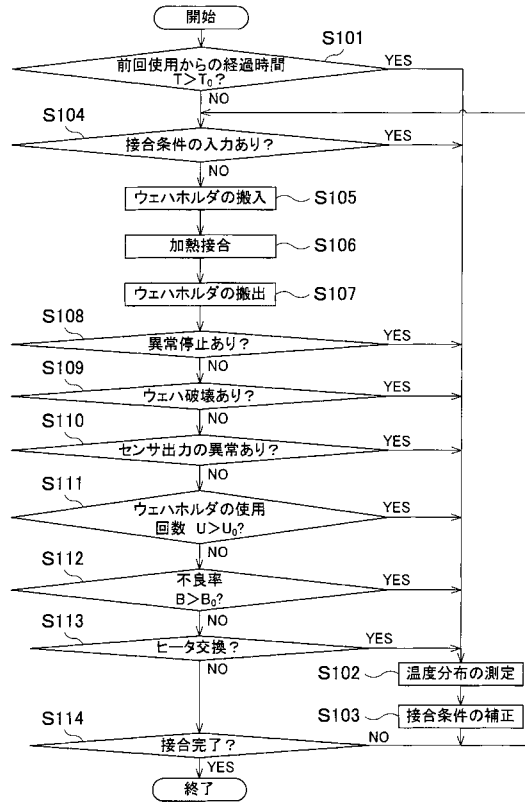 開始
S101
前回使用からの経過時間
T>T₀?
YES
NO
S104
接合条件の入力あり?
YES
NO
ウェハホルダの搬入
S105
加熱接合
S106
ウェハホルダの搬出
S107
S108
異常停止あり?
YES
NO
S109
ウェハ破壊あり?
YES
NO
S110
センサ出力の異常あり?
YES
NO
S111
ウェハホルダの使用
回数 U>U₀?
YES
NO
S112
不良率
B>B₀?
YES
NO
S113
ヒータ交換?
YES
NO
S102
温度分布の測定
S103
接合条件の補正
S114
接合完了?
NO
YES
終了